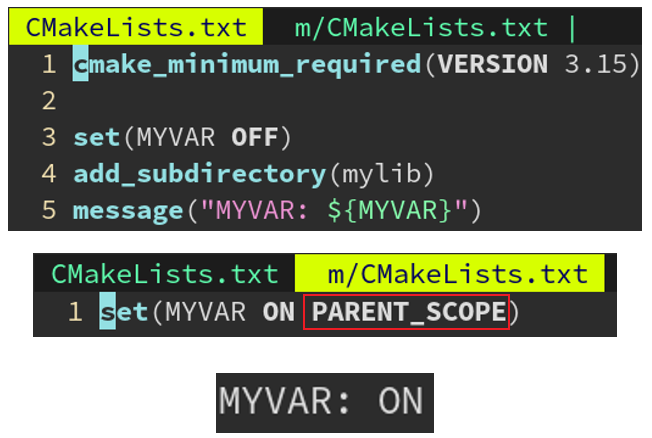 CMakeLists.txt m/CMakeLists.txt |
1 cmake_minimum_required(VERSION 3.15)
2
3 set(MYVAR OFF)
4 add_subdirectory(mylib)
5 message("MYVAR: ${MYVAR}")
CMakeLists.txt m/CMakeLists.txt
1 set(MYVAR ON PARENT_SCOPE)
MYVAR: ON